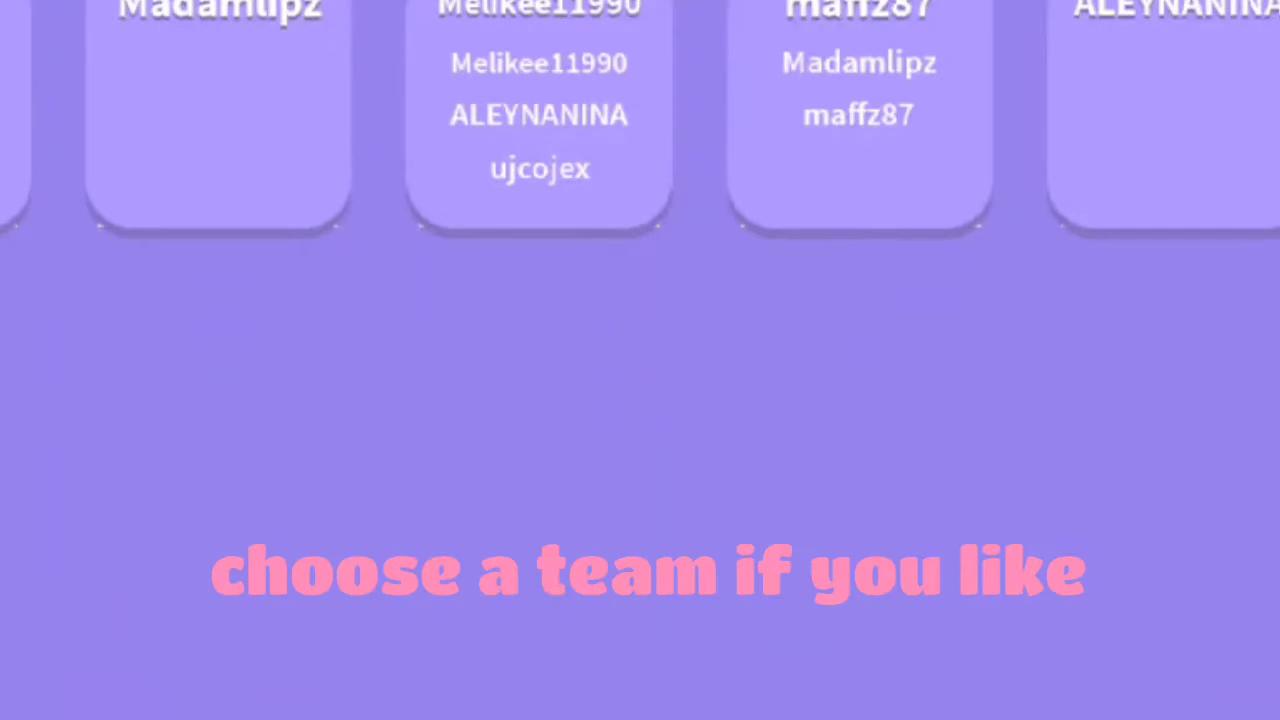 Madamlipz
Melikee11990
maffz87
ALEYNANINA
Melikee11990
ALEYNANINA
ujcojex
Madamlipz
maffz87
choose a team if you like